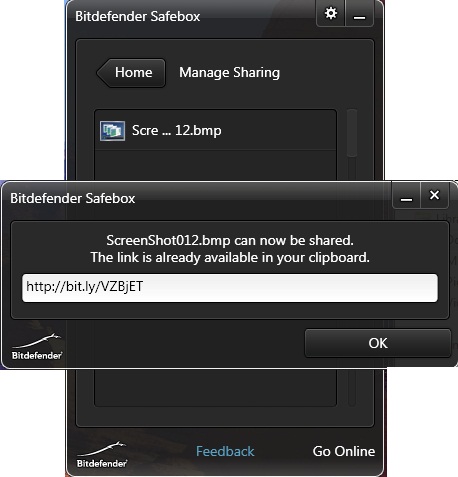 Bitdefender Safebox
Home
Manage Sharing
Scre ... 12.bmp
Bitdefender Safebox
ScreenShot012.bmp can now be shared.
The link is already available in your clipboard.
http://bit.ly/VZBjET
OK
Bitdefender
Bitdefender
Feedback
Go Online